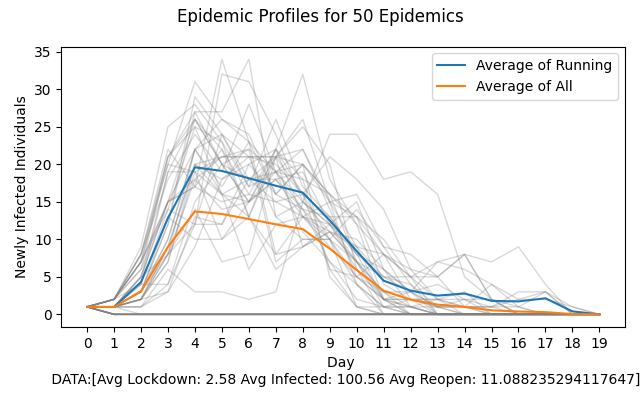 Epidemic Profiles for 50 Epidemics
35
30
25
20
15
10
5
0
Newly Infected Individuals
Average of Running
Average of All
0 1 2 3 4 5 6 7 8 9 10 11 12 13 14 15 16 17 18 19
Day
DATA:[Avg Lockdown: 2.58 Avg Infected: 100.56 Avg Reopen: 11.088235294117647]